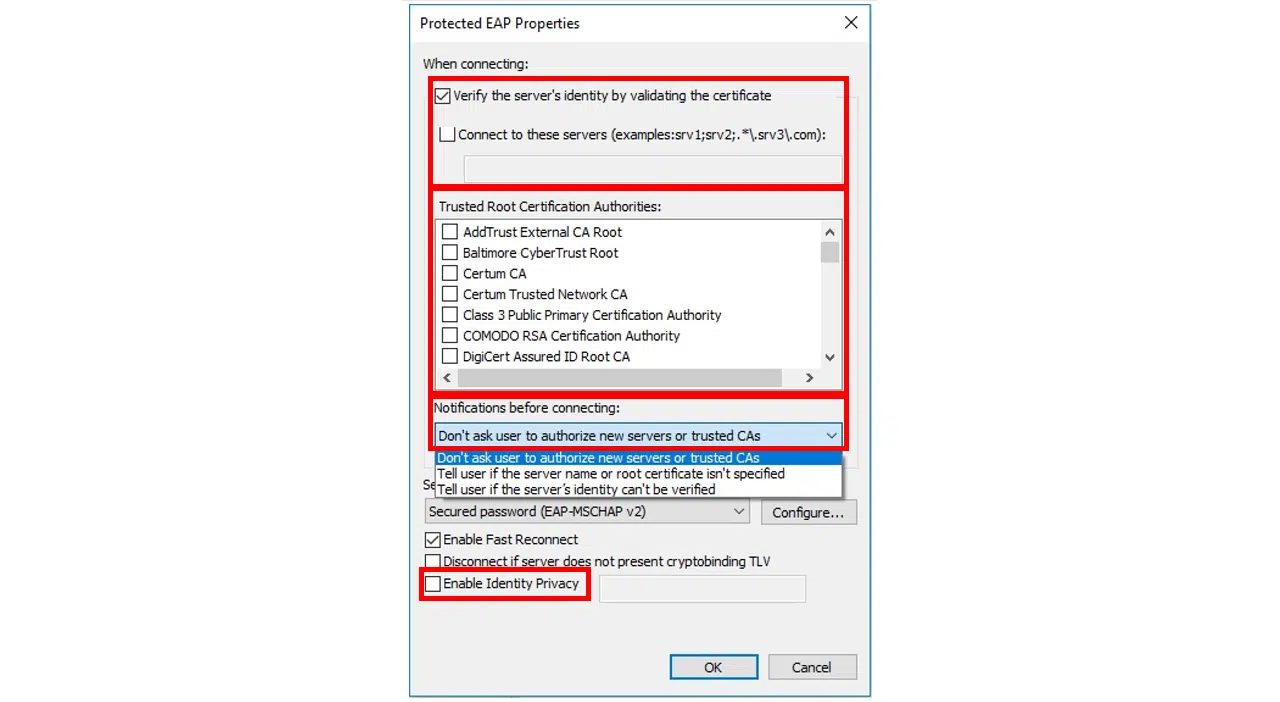 Protected EAP Properties
When connecting:
Verify the server's identity by validating the certificate
Connect to these servers (examples:srv1;srv2;.*\.srv3\.com):
Trusted Root Certification Authorities:
AddTrust External CA Root
Baltimore CyberTrust Root
Certum CA
Certum Trusted Network CA
Class 3 Public Primary Certification Authority
COMODO RSA Certification Authority
DigiCert Assured ID Root CA
Notifications before connecting:
Don't ask user to authorize new servers or trusted CAs
Don't ask user to authorize new servers or trusted CAs
Tell user if the server name or root certificate isn't specified
Tell user if the server's identity can't be verified
Se
Secured password (EAP-MSCHAP v2) Configure...
Enable Fast Reconnect
Disconnect if server does not present cryptobinding TLV
Enable Identity Privacy
OK Cancel